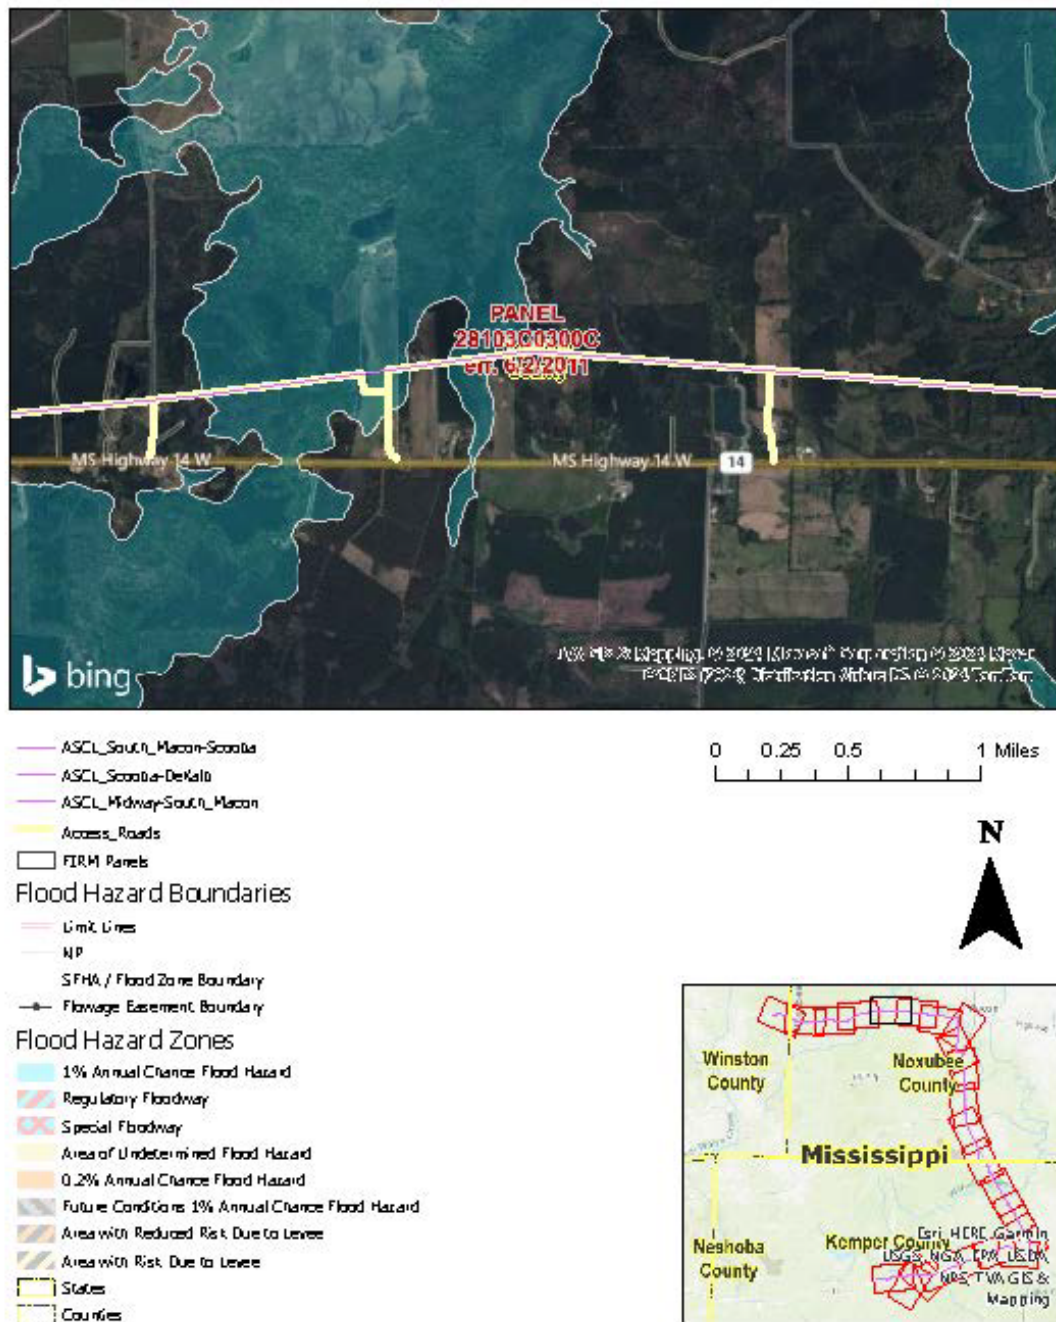 PANEL
28103C0300C
eff. 6/2/2011
County
MS Highway 14 W
MS Highway 14 W
14
bing
ASCL_South_Macon-Scooba
ASCL_Scooba-DeKalb
ASCL_Midway-South_Macon
Access_Roads
FIRM Panels
Flood Hazard Boundaries
Limit Lines
NP
SFHA / Flood Zone Boundary
Flowage Easement Boundary
Flood Hazard Zones
1% Annual Chance Flood Hazard
Regulatory Floodway
Special Floodway
Area of Undetermined Flood Hazard
0.2% Annual Chance Flood Hazard
Future Conditions 1% Annual Chance Flood Hazard
Area with Reduced Risk Due to Levee
Area with Risk Due to Levee
States
Counties
0 0.25 0.5 1 Miles
N
Winston
County
Noxubee
County
Mississippi
Neshoba
County
Kemper County
Esri, HERE, Garmin,
USGS, NGA, EPA, USDA,
NPS, TVA GIS &
Mapping